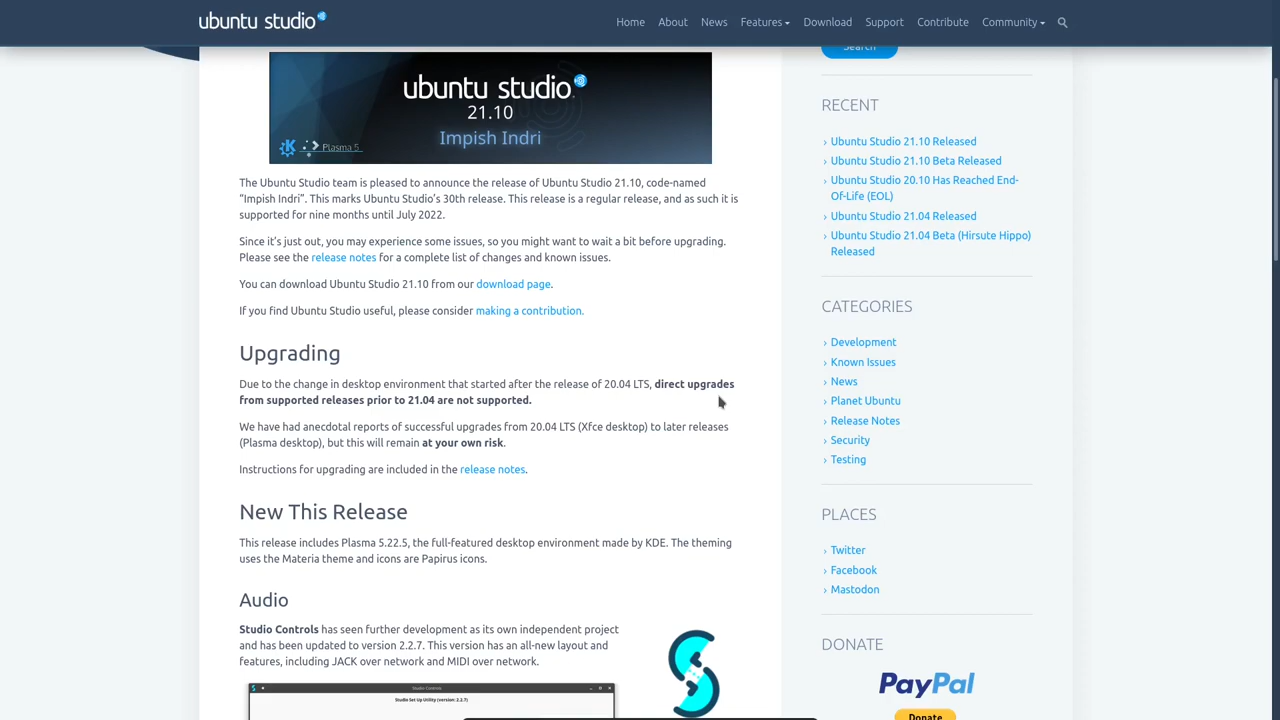 ubuntu studio
Home About News Features Download Support Contribute Community
Search
ubuntu studio
21.10
Impish Indri
Plasma 5
The Ubuntu Studio team is pleased to announce the release of Ubuntu Studio 21.10, code-named
“Impish Indri”. This marks Ubuntu Studio’s 30th release. This release is a regular release, and as such it is
supported for nine months until July 2022.
Since it’s just out, you may experience some issues, so you might want to wait a bit before upgrading.
Please see the release notes for a complete list of changes and known issues.
You can download Ubuntu Studio 21.10 from our download page.
If you find Ubuntu Studio useful, please consider making a contribution.
Upgrading
Due to the change in desktop environment that started after the release of 20.04 LTS, direct upgrades
from supported releases prior to 21.04 are not supported.
We have had anecdotal reports of successful upgrades from 20.04 LTS (Xfce desktop) to later releases
(Plasma desktop), but this will remain at your own risk.
Instructions for upgrading are included in the release notes.
New This Release
This release includes Plasma 5.22.5, the full-featured desktop environment made by KDE. The theming
uses the Materia theme and icons are Papirus icons.
Audio
Studio Controls has seen further development as its own independent project
and has been updated to version 2.2.7. This version has an all-new layout and
features, including JACK over network and MIDI over network.
Studio Controls
Studio Set Up Utility (version: 2.2.7)
RECENT
Ubuntu Studio 21.10 Released
Ubuntu Studio 21.10 Beta Released
Ubuntu Studio 20.10 Has Reached End-
Of-Life (EOL)
Ubuntu Studio 21.04 Released
Ubuntu Studio 21.04 Beta (Hirsute Hippo)
Released
CATEGORIES
Development
Known Issues
News
Planet Ubuntu
Release Notes
Security
Testing
PLACES
Twitter
Facebook
Mastodon
DONATE
PayPal
Donate